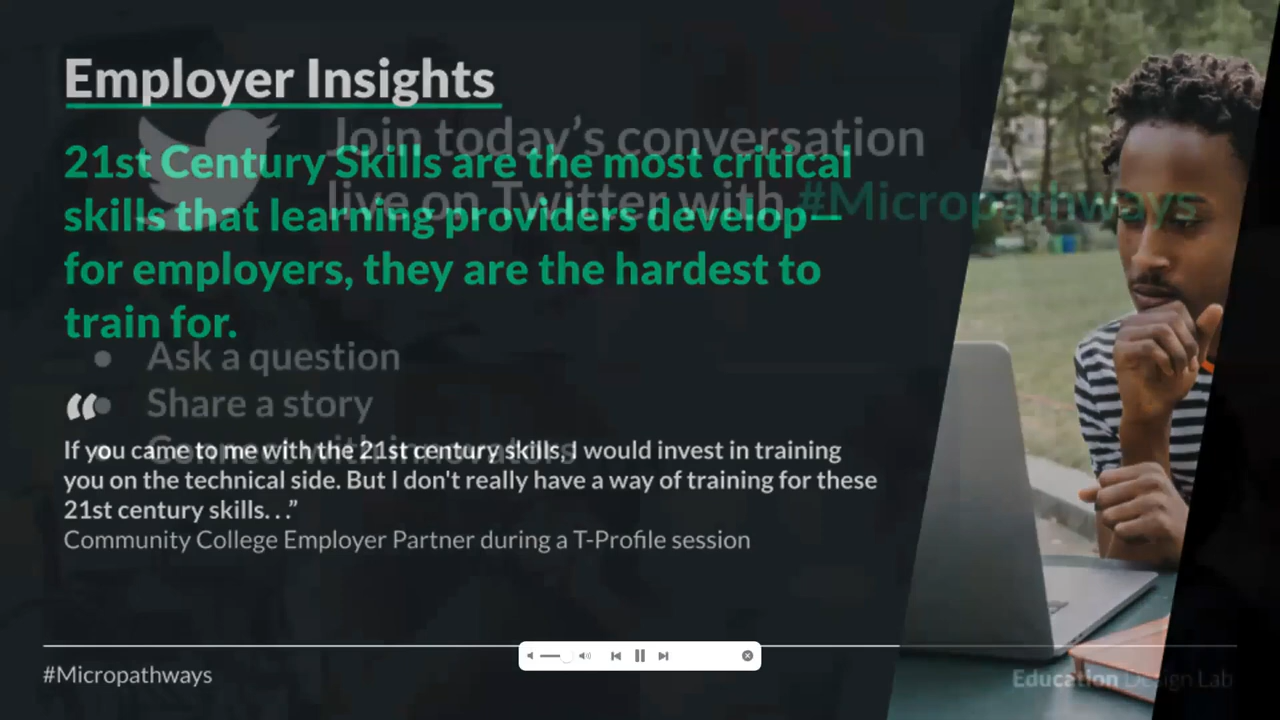 Employer Insights
Join today's conversation
21st Century Skills are the most critical
live on Twitter with #Micropathways
skills that learning providers develop—
for employers, they are the hardest to
train for.
Ask a question
Share a story
“
If you came to me with the 21st century skills, I would invest in training
Connect with innovators
you on the technical side. But I don't really have a way of training for these
21st century skills. . .”
Community College Employer Partner during a T-Profile session
#Micropathways
Education Design Lab